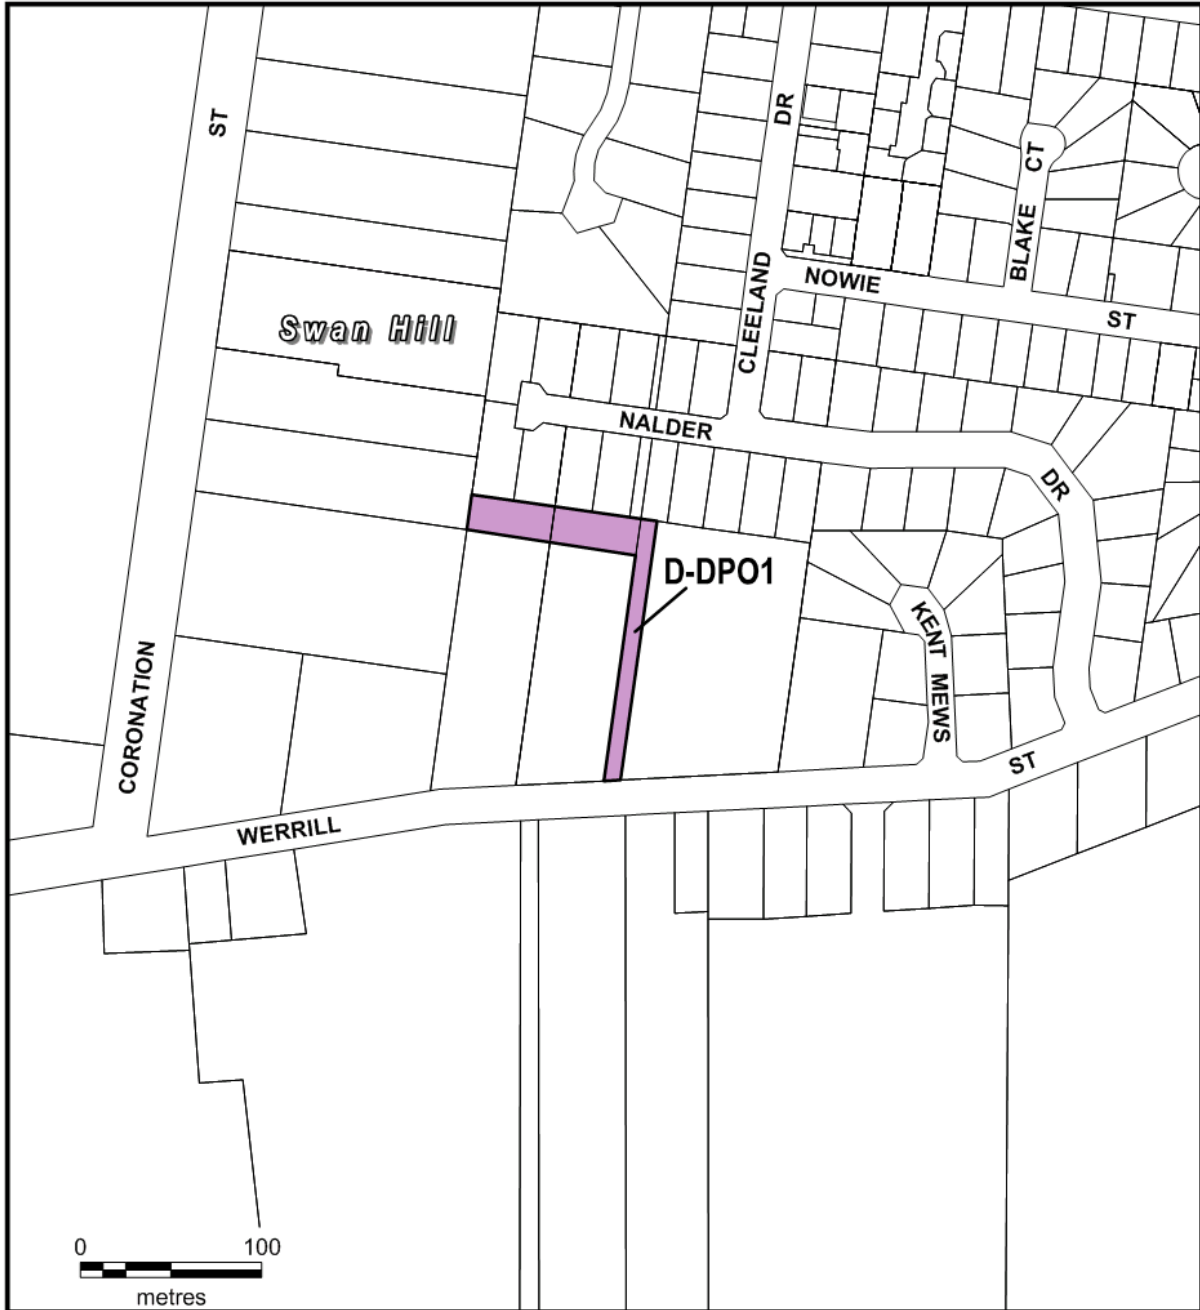 ST
DR
BLAKE CT
NOWIE
ST
CLEELAND
Swan Hill
NALDER
DR
D-DPO1
KENT MEWS
CORONATION
ST
WERRILL
0 100
metres